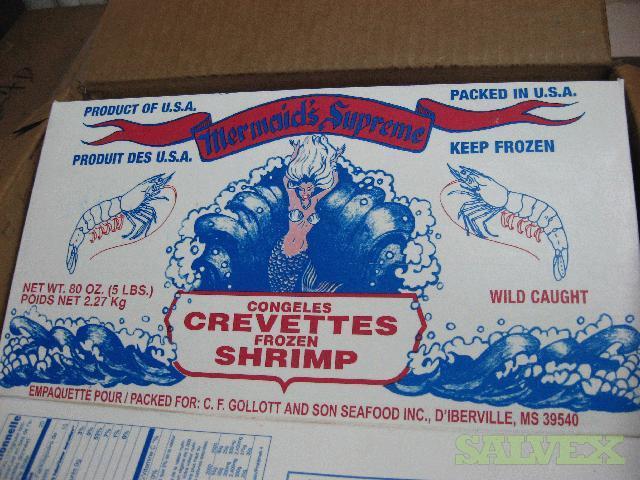 PRODUCT OF U.S.A.
PACKED IN U.S.A.
Mermaid's Supreme
PRODUIT DES U.S.A.
KEEP FROZEN
NET WT. 80 OZ. (5 LBS.)
POIDS NET 2.27 Kg
WILD CAUGHT
CONGELES
CREVETTES
FROZEN
SHRIMP
EMPAQUETTÉ POUR / PACKED FOR: C. F. GOLLOTT AND SON SEAFOOD INC., D'IBERVILLE, MS 39540
SALVEX